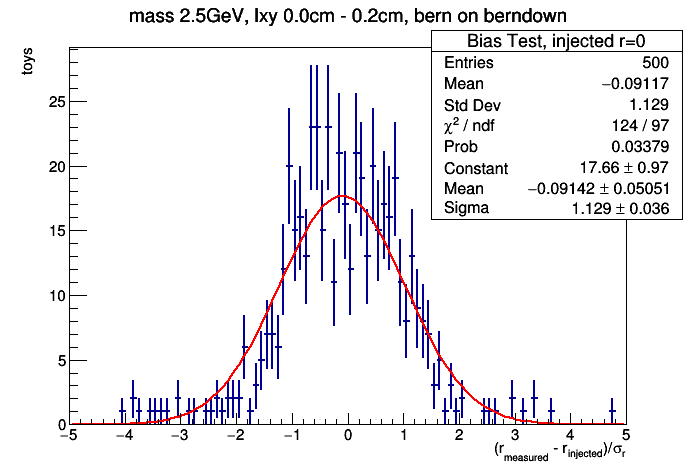 mass 2.5GeV, lxy 0.0cm - 0.2cm, bern on berndown
toys
Bias Test, injected r=0
Entries 500
Mean −0.09117
Std Dev 1.129
χ² / ndf 124 / 97
Prob 0.03379
Constant 17.66 ± 0.97
Mean −0.09142 ± 0.05051
Sigma 1.129 ± 0.036
25
20
15
10
5
0
−5 −4 −3 −2 −1 0 1 2 3 4 5
(r_measured - r_injected)/σ_r